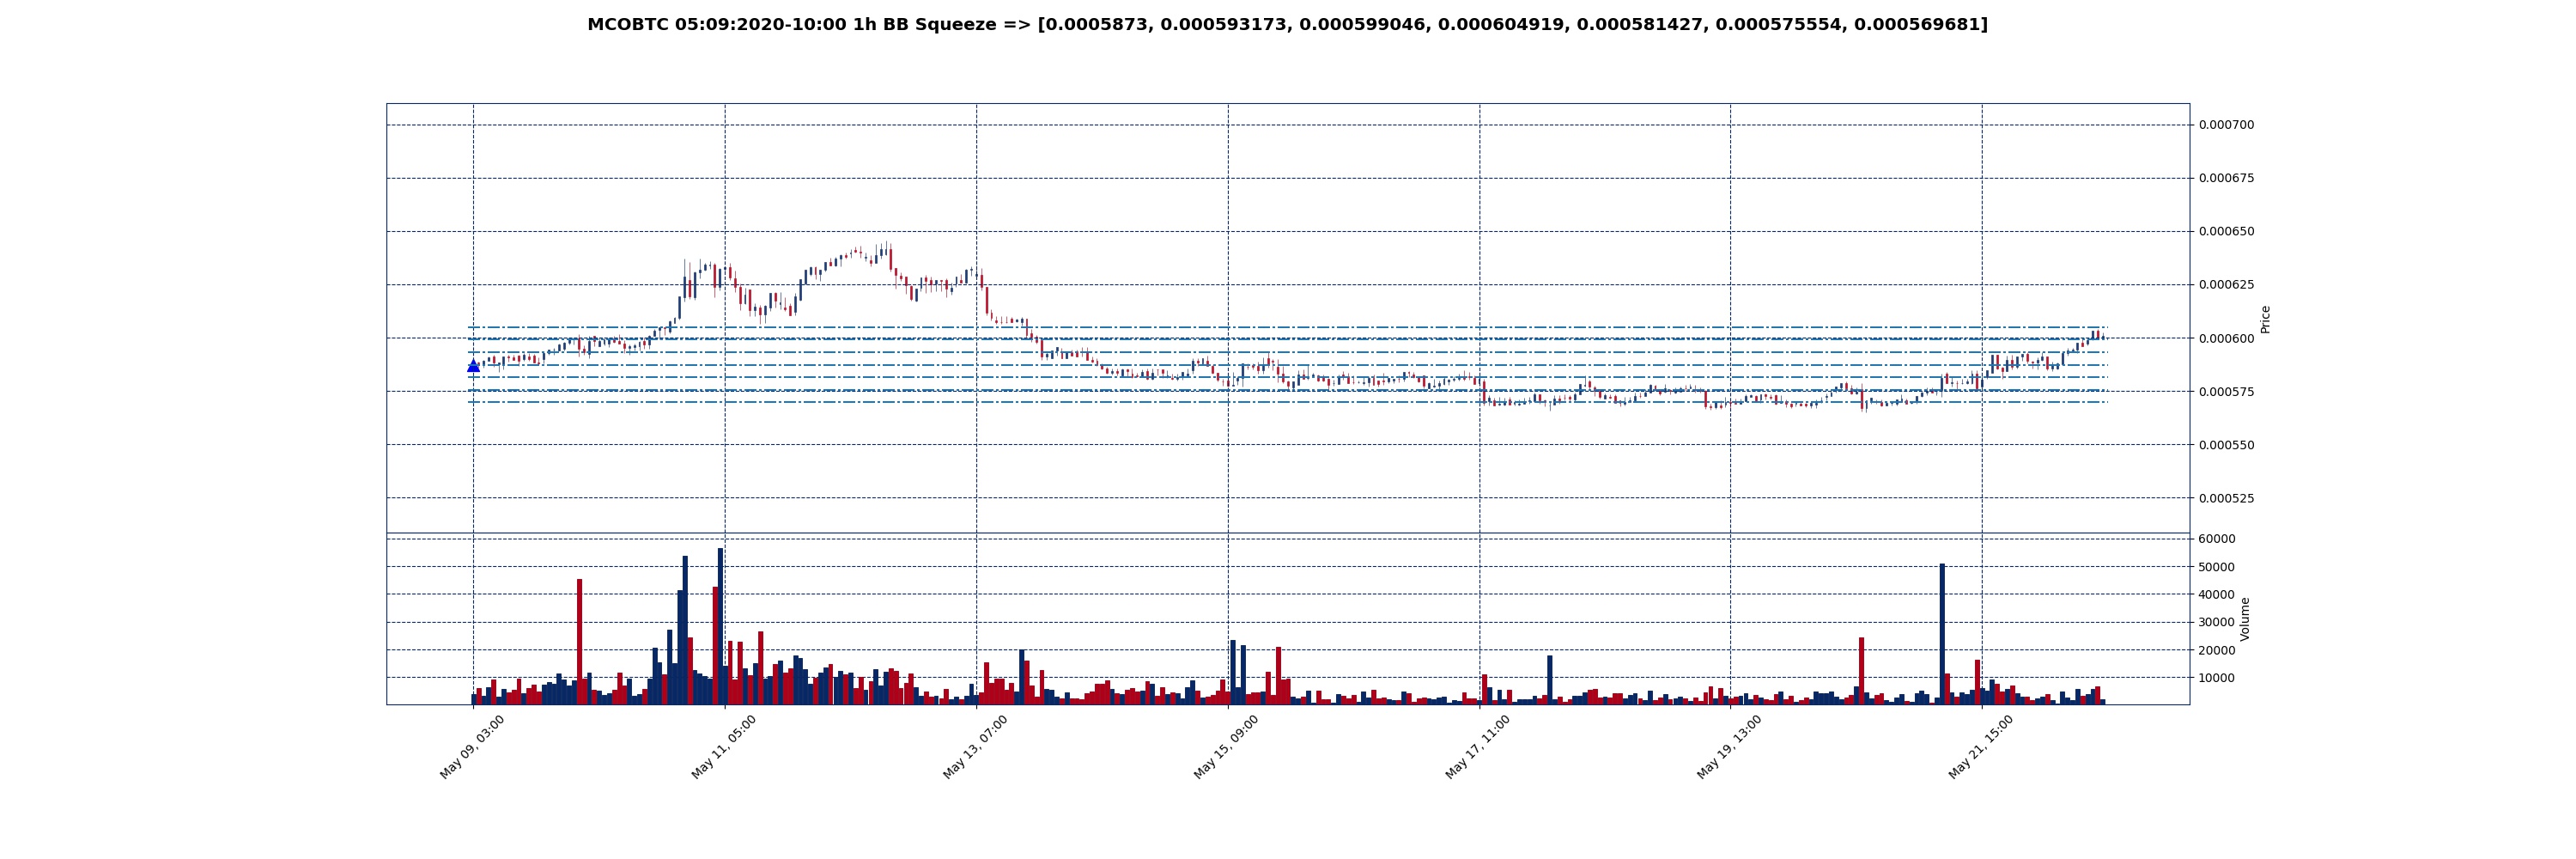 MCOBTC 05:09:2020-10:00 1h BB Squeeze => [0.0005873, 0.000593173, 0.000599046, 0.000604919, 0.000581427, 0.000575554, 0.000569681]
0.000700
0.000675
0.000650
0.000625
0.000600
0.000575
0.000550
0.000525
Price
60000
50000
40000
30000
20000
10000
Volume
May 09, 03:00
May 11, 05:00
May 13, 07:00
May 15, 09:00
May 17, 11:00
May 19, 13:00
May 21, 15:00